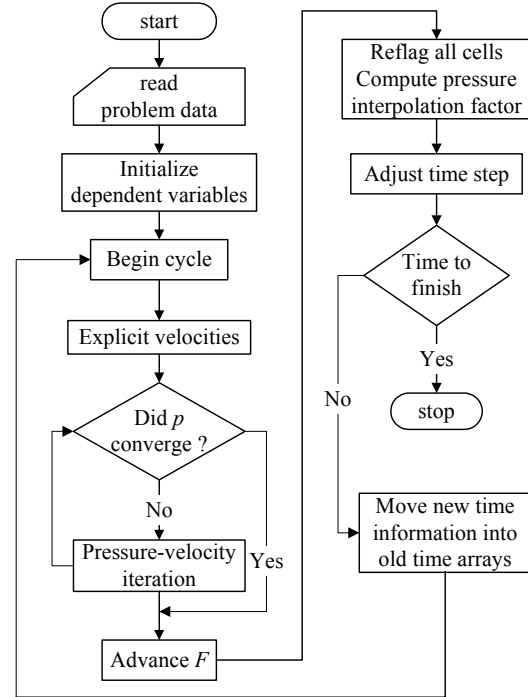 start
read
problem data
Initialize
dependent variables
Begin cycle
Explicit velocities
Did p
converge ?
No
Pressure-velocity
iteration
Yes
Advance F
Reflag all cells
Compute pressure
interpolation factor
Adjust time step
Time to
finish
Yes
stop
No
Move new time
information into
old time arrays